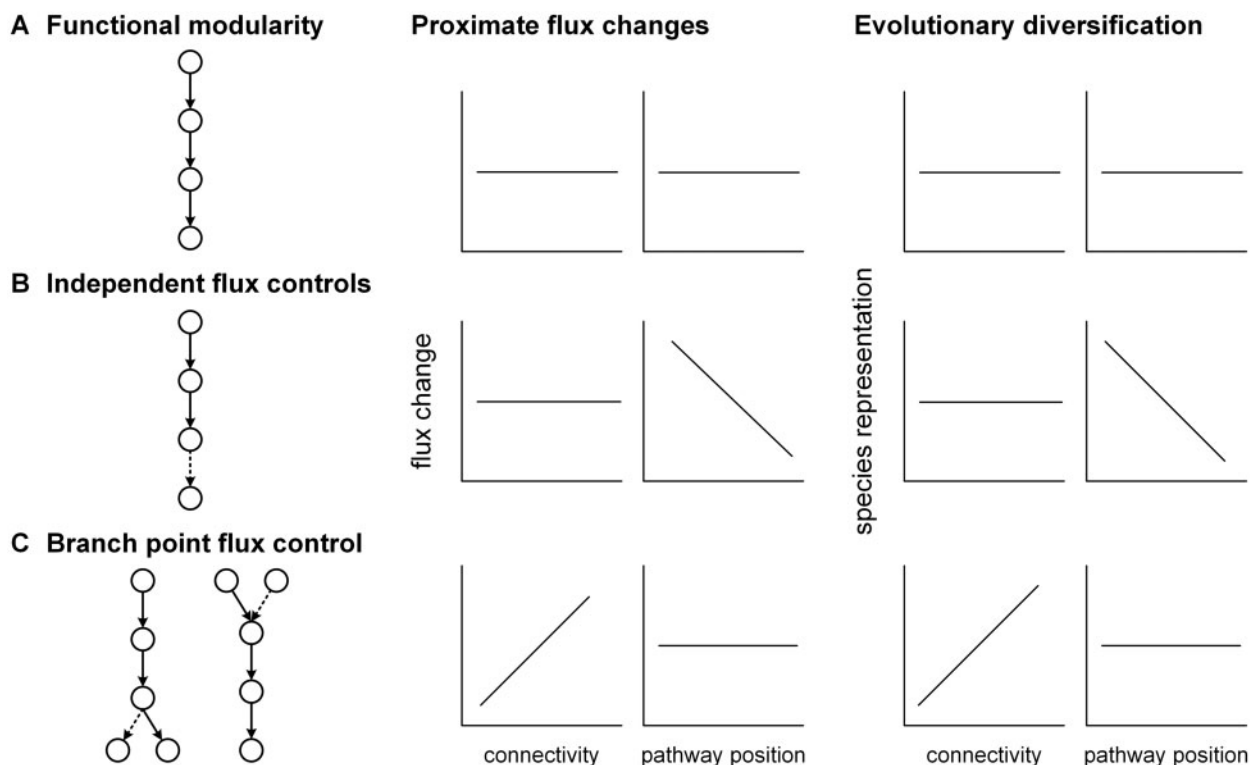 A Functional modularity
Proximate flux changes
Evolutionary diversification
B Independent flux controls
flux change
species representation
C Branch point flux control
connectivity
pathway position
connectivity
pathway position